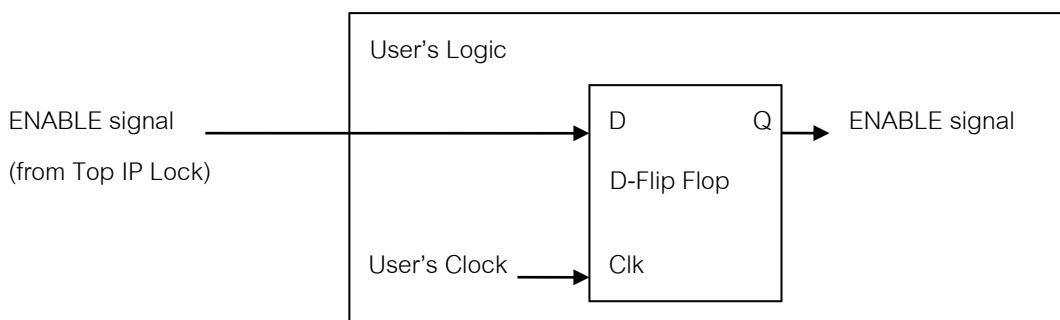 User’s Logic
ENABLE signal
(from Top IP Lock)
D Q
ENABLE signal
D-Flip Flop
User’s Clock
Clk